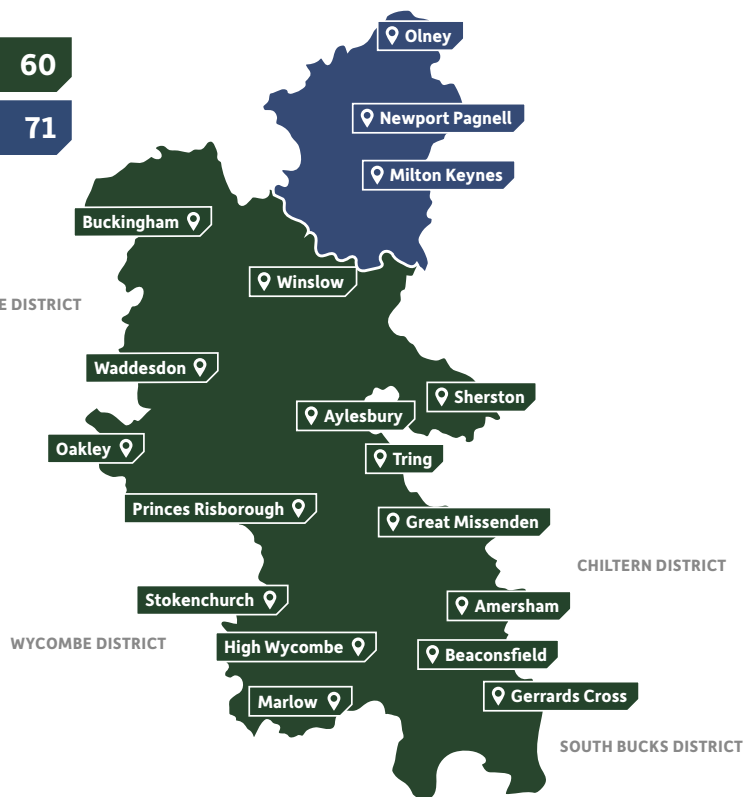 Olney
60
Newport Pagnell
71
Milton Keynes
Buckingham
Winslow
E DISTRICT
Waddesdon
Sherston
Aylesbury
Oakley
Tring
Princes Risborough
Great Missenden
CHILTERN DISTRICT
Stokenchurch
Amersham
WYCOMBE DISTRICT
High Wycombe
Beaconsfield
Gerrards Cross
Marlow
SOUTH BUCKS DISTRICT